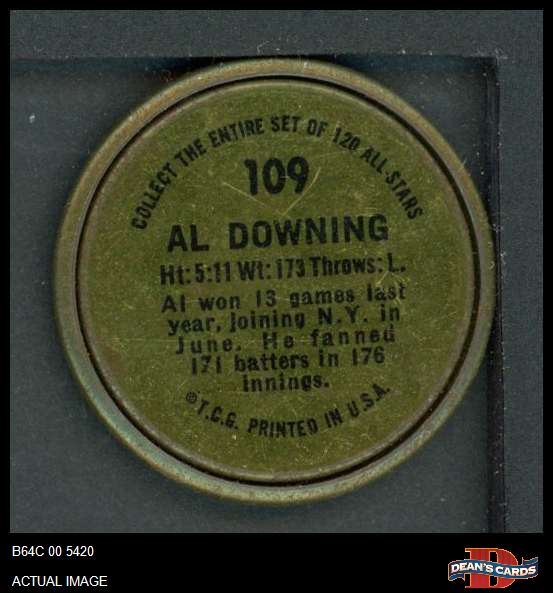 COLLECT THE ENTIRE SET OF 120 ALL-STARS
109
AL DOWNING
Ht: 5:11 Wt: 173 Throws: L.
Al won 13 games last
year, joining N.Y. in
June. He fanned
171 batters in 176
innings.
©T.C.G. PRINTED IN U.S.A.
B64C 00 5420
ACTUAL IMAGE
D
DEAN'S CARDS